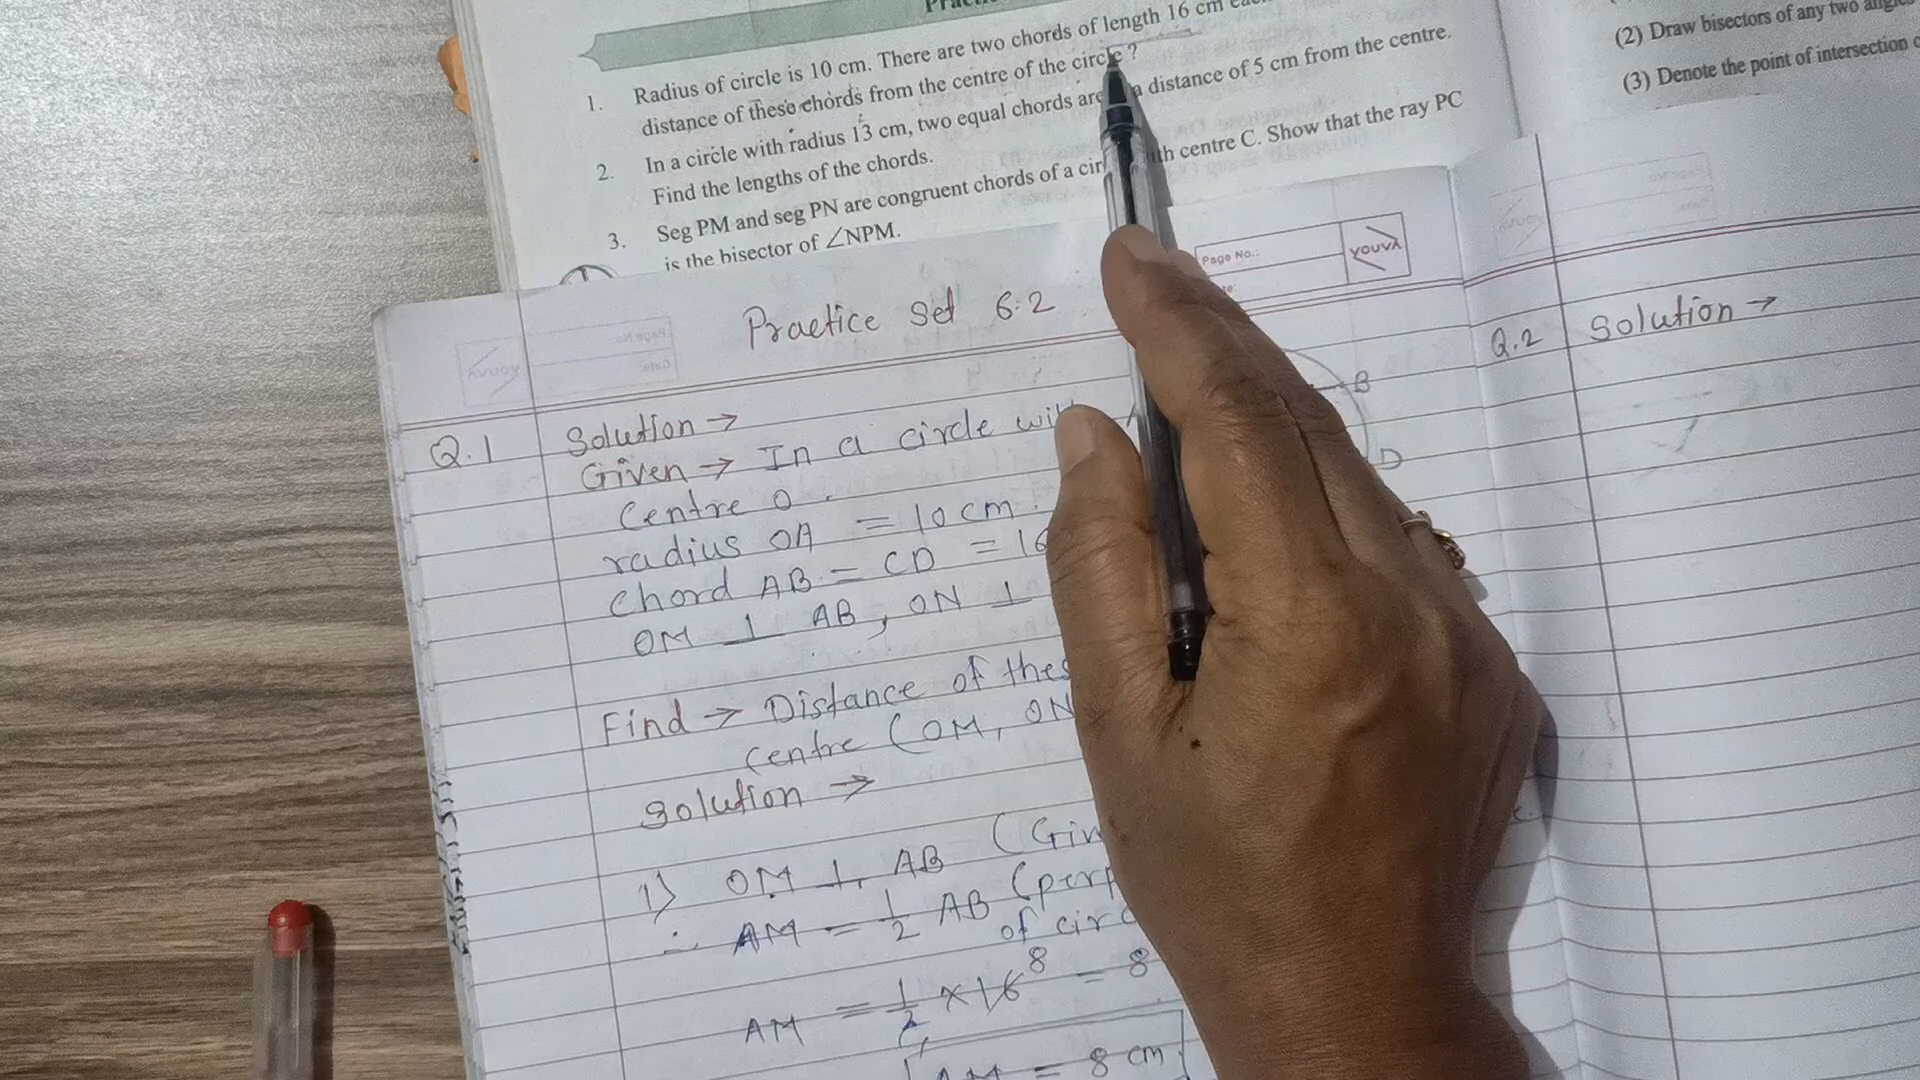 1. Radius of circle is 10 cm. There are two chords of length 16 cm
distance of these chords from the centre of the circle ?
2. In a circle with radius 13 cm, two equal chords are a distance of 5 cm from the centre.
Find the lengths of the chords.
3. Seg PM and seg PN are congruent chords of a cir th centre C. Show that the ray PC
is the bisector of ∠NPM.
(2) Draw bisectors of any two
(3) Denote the point of intersection
Page No.:
YOUVA
Practice Set 6.2
Q.1 Solution →
Given → In a circle wit
Centre O
radius OA = 10 cm
chord AB = CD = 16
OM ⊥ AB, ON ⊥
Find → Distance of thes
centre (OM, ON
Solution →
1) OM ⊥ AB (Giv
∴ AM = 1/2 AB (perp
of circ
AM = 1/2 × 16 8 = 8
AM = 8 cm
B
D
Q.2 Solution →